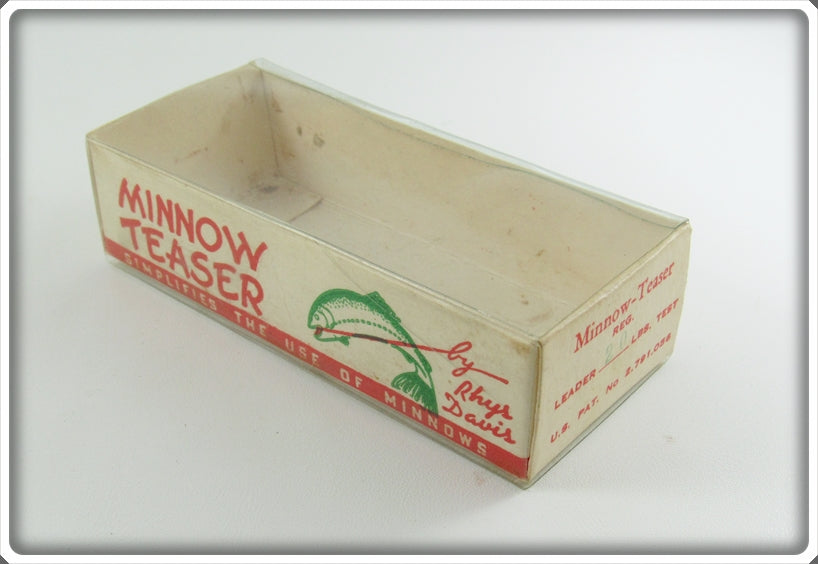 MINNOW
TEASER
SIMPLIFIES THE USE OF MINNOWS
by
Rhys
Davis
Minnow-Teaser
REG.
LEADER 20 LBS. TEST
U.S. PAT. No 2,791,058